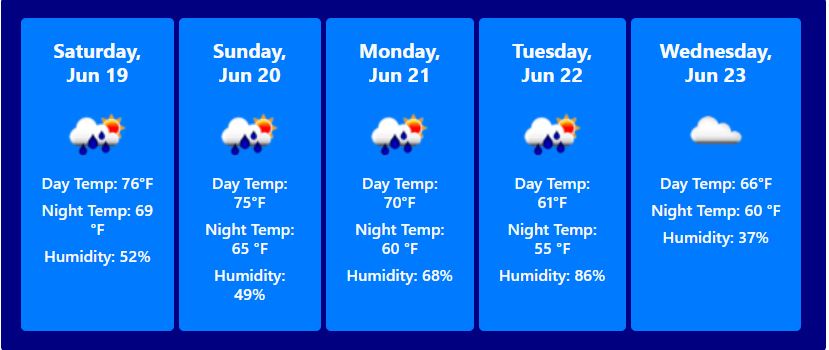 Saturday,
Jun 19
Day Temp: 76°F
Night Temp: 69
°F
Humidity: 52%
Sunday,
Jun 20
Day Temp:
75°F
Night Temp:
65 °F
Humidity:
49%
Monday,
Jun 21
Day Temp:
70°F
Night Temp:
60 °F
Humidity: 68%
Tuesday,
Jun 22
Day Temp:
61°F
Night Temp:
55 °F
Humidity: 86%
Wednesday,
Jun 23
Day Temp: 66°F
Night Temp: 60 °F
Humidity: 37%